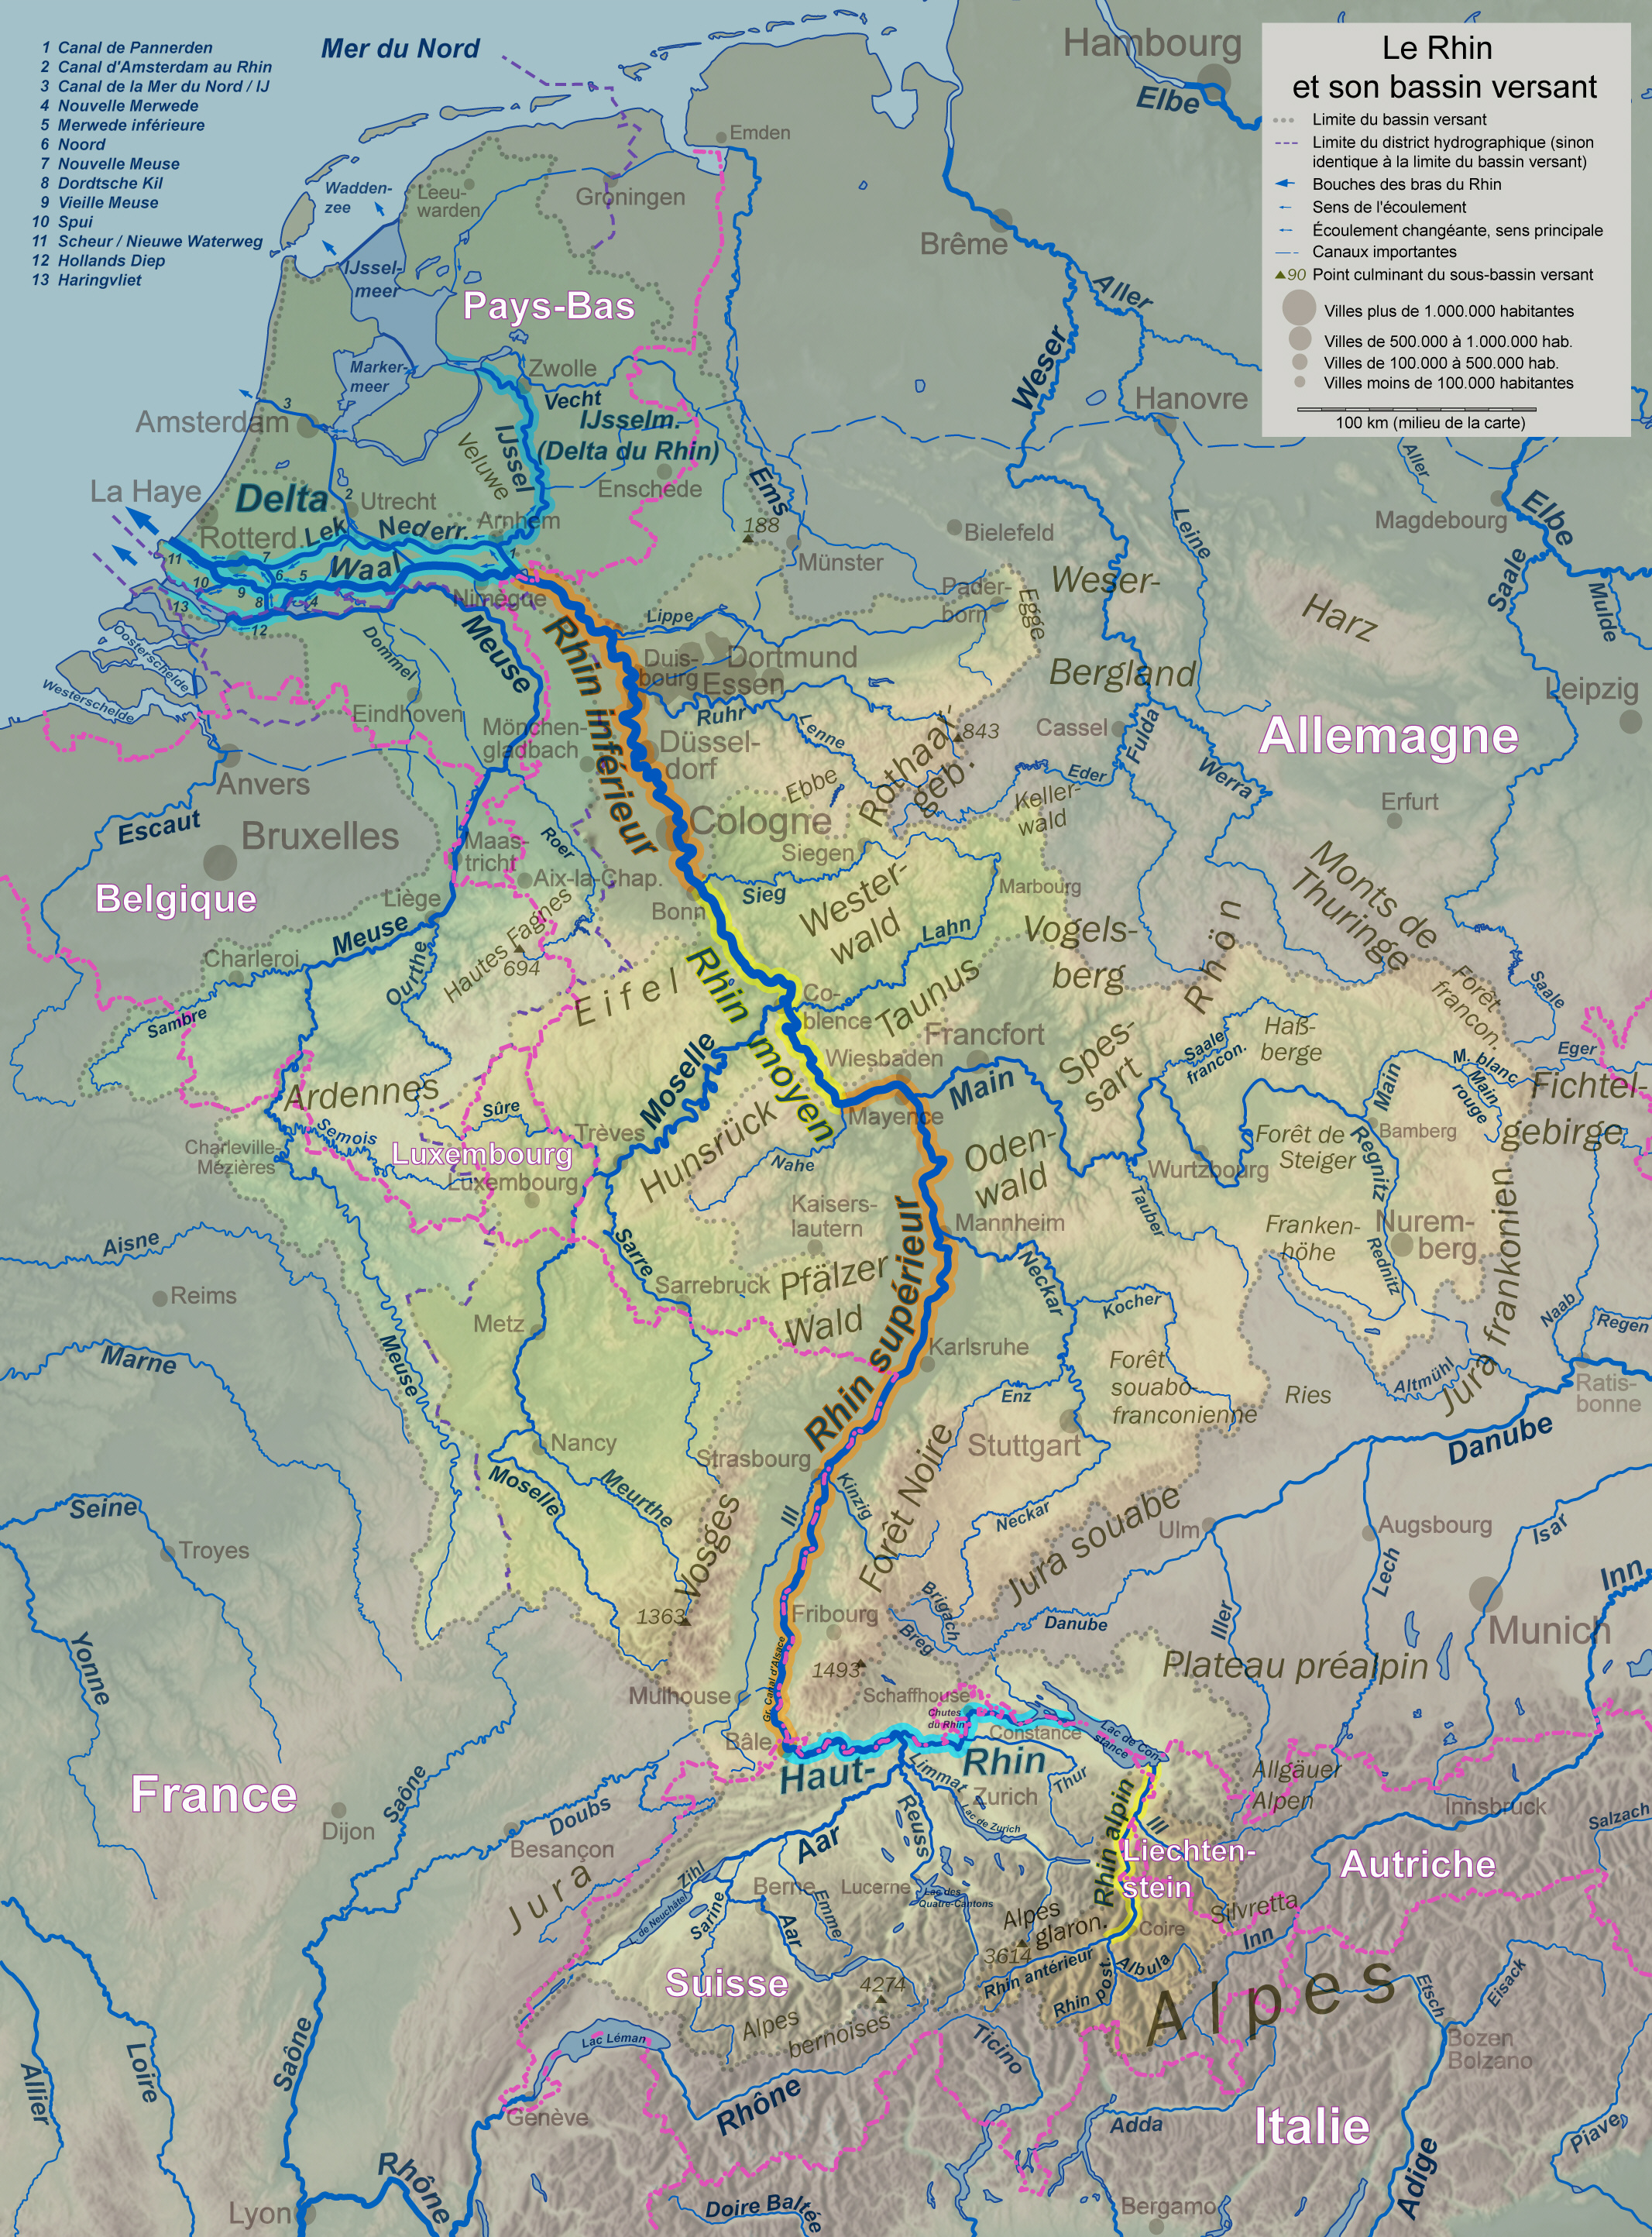 1 Canal de Pannerden
2 Canal d'Amsterdam au Rhin
3 Canal de la Mer du Nord / IJ
4 Nouvelle Merwede
5 Merwede inférieure
6 Noord
7 Nouvelle Meuse
8 Dordtsche Kil
9 Vieille Meuse
10 Spui
11 Scheur / Nieuwe Waterweg
12 Hollands Diep
13 Haringvliet
Mer du Nord
Hambourg
Elbe
Le Rhin
et son bassin versant
Limite du bassin versant
Limite du district hydrographique (sinon
identique à la limite du bassin versant)
Bouches des bras du Rhin
Sens de l'écoulement
Écoulement changéante, sens principale
Canaux importantes
90 Point culminant du sous-bassin versant
Villes plus de 1.000.000 habitantes
Villes de 500.000 à 1.000.000 hab.
Villes de 100.000 à 500.000 hab.
Villes moins de 100.000 habitantes
100 km (milieu de la carte)
Emden
Wadden-
zee
Leeu-
warden
Groningen
Brême
IJssel-
meer
Aller
Pays-Bas
Weser
Marker-
meer
Zwolle
Vecht
Hanovre
3
Amsterdam
IJsselm.
(Delta du Rhin)
IJssel
Veluwe
Aller
La Haye
Delta
2
Utrecht
Enschede
Ems
188
Magdebourg
Elbe
Rotterd.
Lek
Nederr.
Arnhem
Bielefeld
Leine
Münster
11
7
Waal
1
10
6
5
9
8
4
13
12
Nimègue
Pader-
born
Egge
Weser-
Bergland
Harz
Saale
Mulde
Lippe
Oosterschelde
Westerschelde
Dommel
Meuse
Rhin inférieur
Duis-
bourg
Dortmund
Essen
Leipzig
Eindhoven
Mönchen-
gladbach
Ruhr
Lenne
843
Cassel
Fulda
Allemagne
Anvers
Düssel-
dorf
Ebbe
Rothaar-
geb.
Eder
Werra
Keller-
wald
Erfurt
Escaut
Bruxelles
Maas-
tricht
Roer
Cologne
Siegen
Monts de
Thuringe
Belgique
Liège
Aix-la-Chap.
Bonn
Sieg
Wester-
wald
Marbourg
Meuse
Hautes Fagnes
694
Lahn
Vogels-
berg
Rhön
Charleroi
Ourthe
Eifel
Rhin moyen
Co-
blence
Taunus
Forêt
francon.
Saale
Sambre
Francfort
Spes-
sart
Saale
francon.
Haß-
berge
Eger
Wiesbaden
Ardennes
Sûre
Moselle
Main
Mayence
Main
M. blanc
Main
rouge
Fichtel-
gebirge
Semois
Charleville-
Mézières
Luxembourg
Luxembourg
Trèves
Hunsrück
Nahe
Oden-
wald
Wurtzbourg
Forêt de
Steiger
Bamberg
Regnitz
Tauber
Kaisers-
lautern
Mannheim
Franken-
höhe
Nurem-
berg
Rednitz
Aisne
Reims
Sarre
Sarrebruck
Pfälzer
Wald
Neckar
Kocher
Naab
Regen
Jura frankonien
Metz
Rhin supérieur
Karlsruhe
Marne
Meuse
Forêt
souabo-
franconienne
Ries
Altmühl
Ratis-
bonne
Enz
Nancy
Strasbourg
Stuttgart
Danube
Moselle
Meurthe
Kinzig
Forêt Noire
Seine
Ill
Neckar
Jura souabe
Ulm
Augsbourg
Isar
Troyes
Vosges
Lech
Inn
1363
Fribourg
Brigach
Breg
Danube
Iller
Munich
Yonne
1493
Plateau préalpin
Gr. Canal d'Alsace
Mulhouse
Schaffhouse
Chutes
du Rhin
Constance
Lac de Con-
stance
Bâle
Haut-
Rhin
France
Saône
Limmat
Zurich
Thur
Lac de Zurich
Allgäuer
Alpen
Innsbruck
Salzach
Dijon
Doubs
Besançon
Reuss
Aar
Rhin alpin
Ill
Liechten-
stein
Autriche
Zihl
L. de Neuchâtel
Berne
Lucerne
Lac des
Quatre-Cantons
Jura
Sarine
Aar
Emme
Alpes
glaron.
3614
Coire
Silvretta
Inn
Rhin antérieur
Rhin post.
Albula
Suisse
4274
Alpes
bernoises
Alpes
Etsch
Eisack
Bozen
Bolzano
Saône
Lac Léman
Ticino
Loire
Allier
Genève
Rhône
Adda
Italie
Piave
Rhône
Adige
Lyon
Doire Baltée
Bergamo